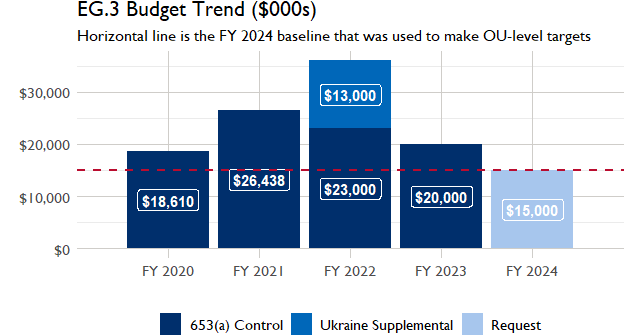 EG.3 Budget Trend ($000s)
Horizontal line is the FY 2024 baseline that was used to make OU-level targets
$30,000
$20,000
$10,000
$0
$13,000
$26,438
$18,610
$23,000
$20,000
$15,000
FY 2020 FY 2021 FY 2022 FY 2023 FY 2024
653(a) Control Ukraine Supplemental Request